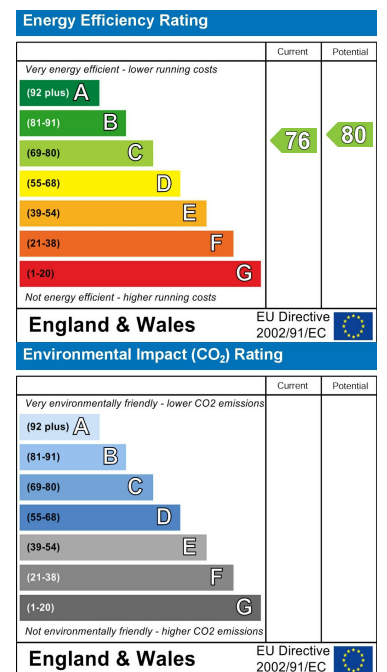 Energy Efficiency Rating
Current Potential
Very energy efficient - lower running costs
(92 plus) A
(81-91) B
(69-80) C
(55-68) D
(39-54) E
(21-38) F
(1-20) G
76 80
Not energy efficient - higher running costs
England & Wales
EU Directive
2002/91/EC
Environmental Impact (CO₂) Rating
Current Potential
Very environmentally friendly - lower CO2 emissions
(92 plus) A
(81-91) B
(69-80) C
(55-68) D
(39-54) E
(21-38) F
(1-20) G
Not environmentally friendly - higher CO2 emissions
England & Wales
EU Directive
2002/91/EC